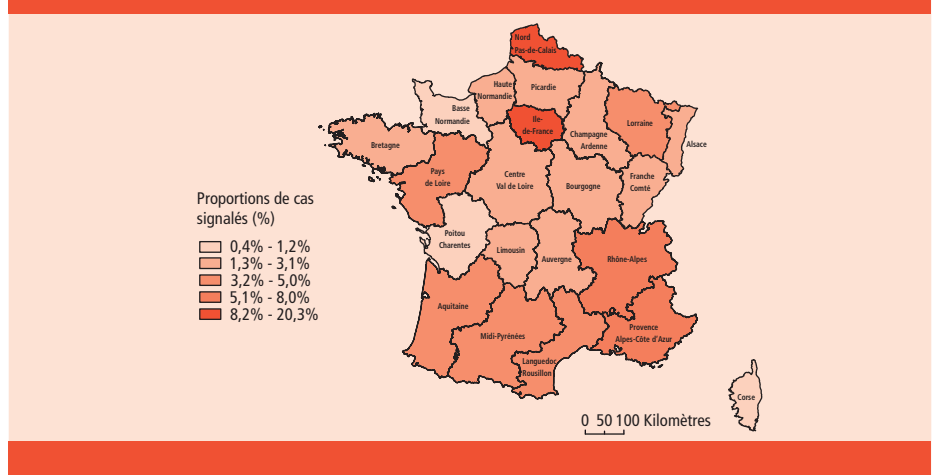 Nord
Pas-de-Calais
Haute
Normandie
Picardie
Basse
Normandie
Ile-
de-France
Champagne
Ardenne
Lorraine
Alsace
Bretagne
Pays
de Loire
Centre
Val de Loire
Bourgogne
Franche
Comté
Proportions de cas
signalés (%)
0,4% - 1,2%
1,3% - 3,1%
3,2% - 5,0%
5,1% - 8,0%
8,2% - 20,3%
Poitou
Charentes
Limousin
Auvergne
Rhône-Alpes
Aquitaine
Midi-Pyrénées
Languedoc
Rousillon
Provence
Alpes-Côte d'Azur
Corse
0 50 100 Kilomètres